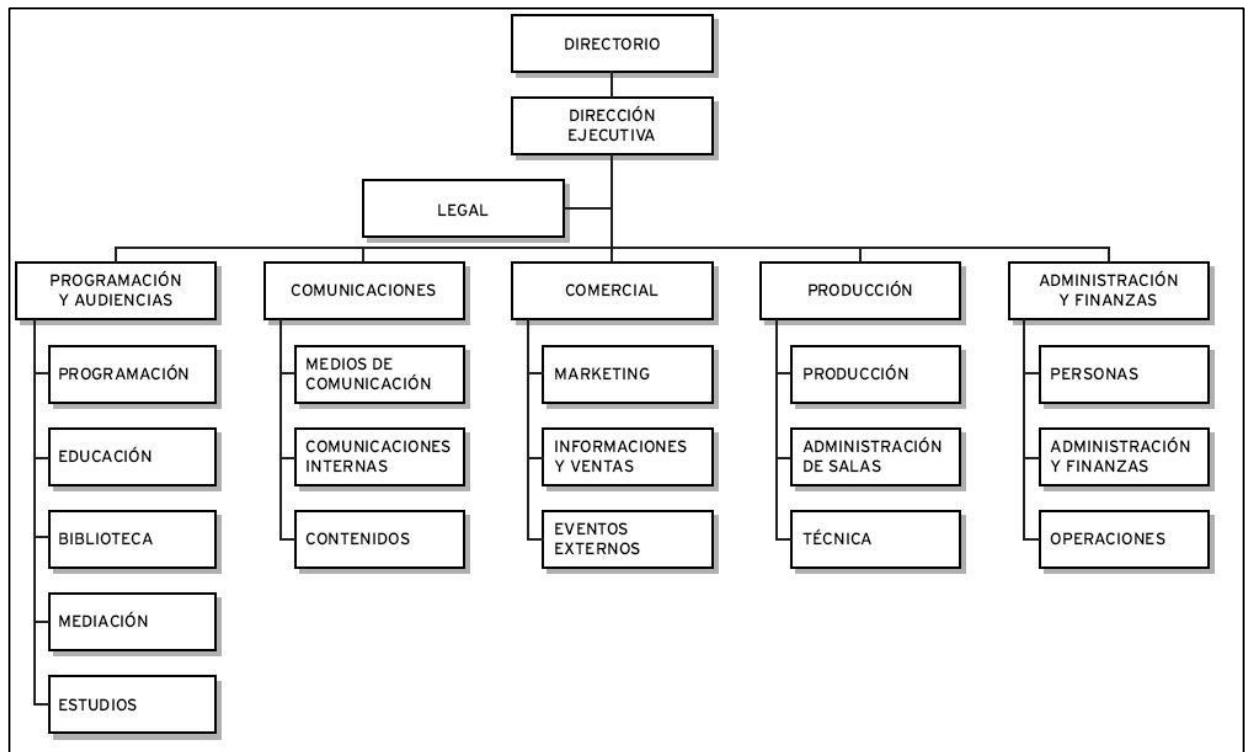 DIRECTORIO
DIRECCIÓN
EJECUTIVA
LEGAL
PROGRAMACIÓN
Y AUDIENCIAS
PROGRAMACIÓN
EDUCACIÓN
BIBLIOTECA
MEDIACIÓN
ESTUDIOS
COMUNICACIONES
MEDIOS DE
COMUNICACIÓN
COMUNICACIONES
INTERNAS
CONTENIDOS
COMERCIAL
MARKETING
INFORMACIONES
Y VENTAS
EVENTOS
EXTERNOS
PRODUCCIÓN
PRODUCCIÓN
ADMINISTRACIÓN
DE SALAS
TÉCNICA
ADMINISTRACIÓN
Y FINANZAS
PERSONAS
ADMINISTRACIÓN
Y FINANZAS
OPERACIONES